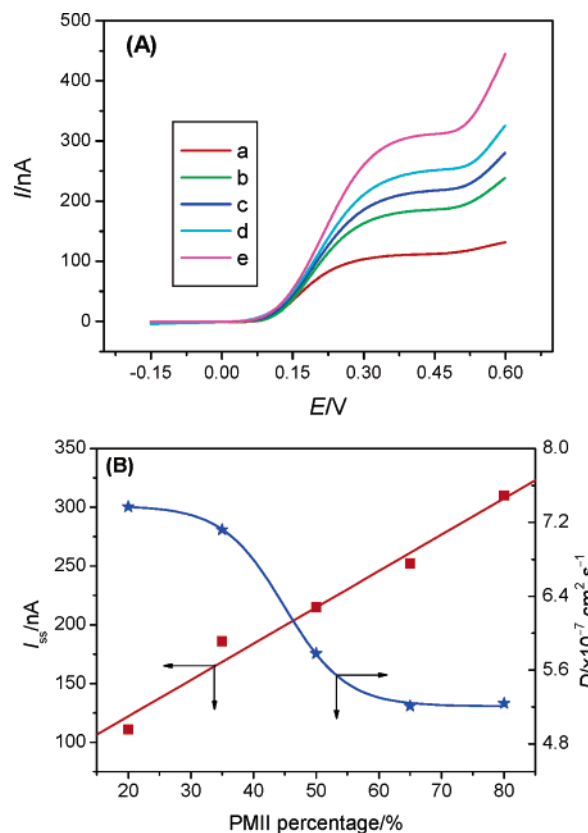 (A)
500
400
300
200
100
0
I/nA
a
b
c
d
e
-0.15 0.00 0.15 0.30 0.45 0.60
E/V
(B)
350
300
250
200
150
100
Iss/nA
8.0
7.2
6.4
5.6
4.8
D/×10⁻⁷ cm² s⁻¹
20 30 40 50 60 70 80
PMII percentage/%